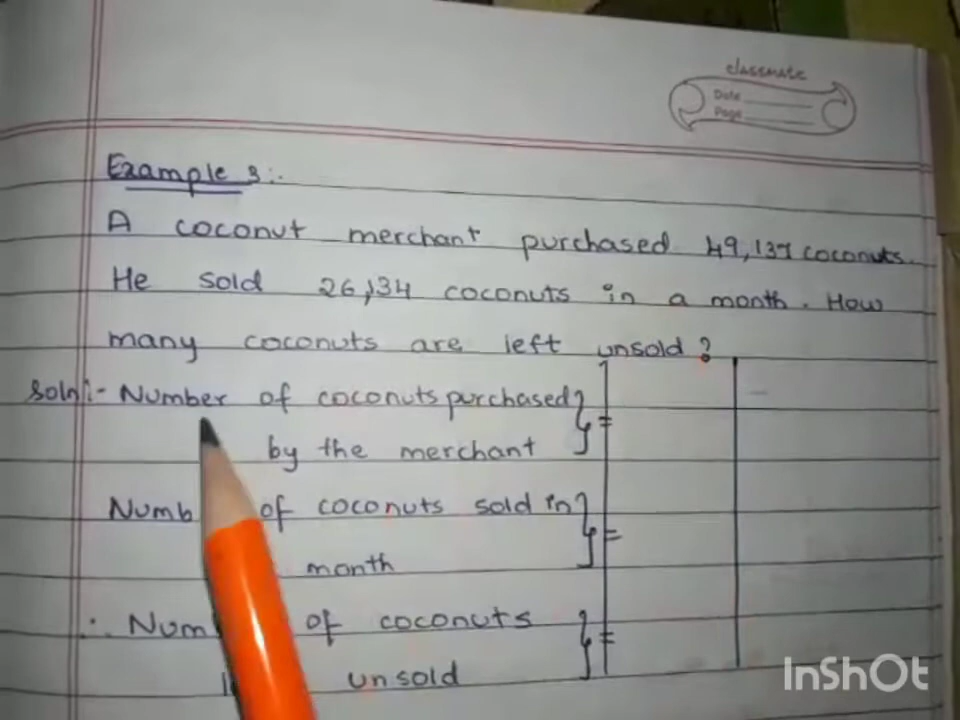 classmate
Date
Page
Example 3:-
A coconut merchant purchased 49,137 coconuts.
He sold 26,134 coconuts in a month. How
many coconuts are left unsold?
Soln:- Number of coconuts purchased } =
by the merchant
Numb of coconuts sold in } =
month
∴ Num of coconuts } =
unsold
InShOt